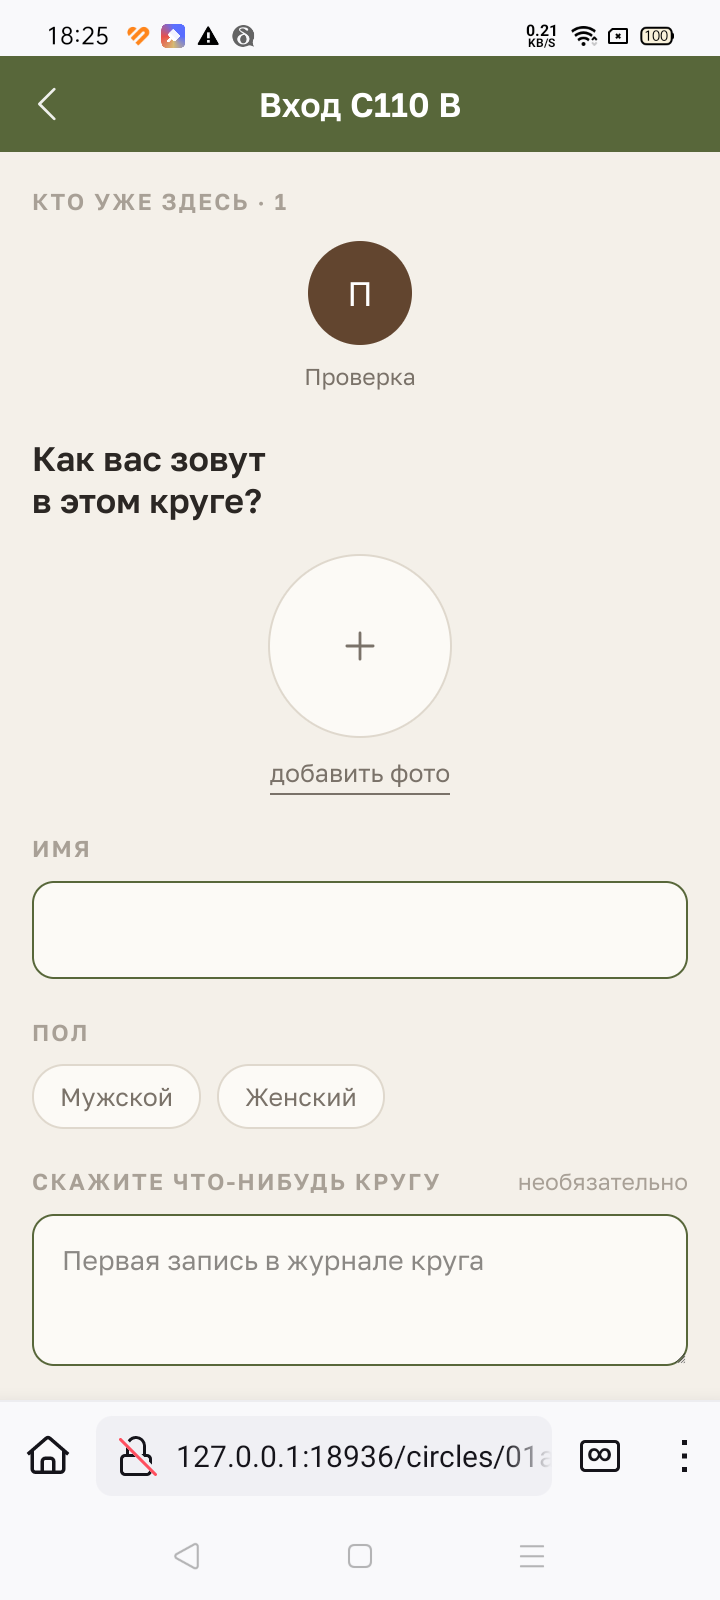 18:25
0.21
KB/S
100
Вход С110 В
КТО УЖЕ ЗДЕСЬ · 1
П
Проверка
Как вас зовут
в этом круге?
добавить фото
ИМЯ
ПОЛ
Мужской
Женский
СКАЖИТЕ ЧТО-НИБУДЬ КРУГУ
необязательно
Первая запись в журнале круга
127.0.0.1:18936/circles/01a